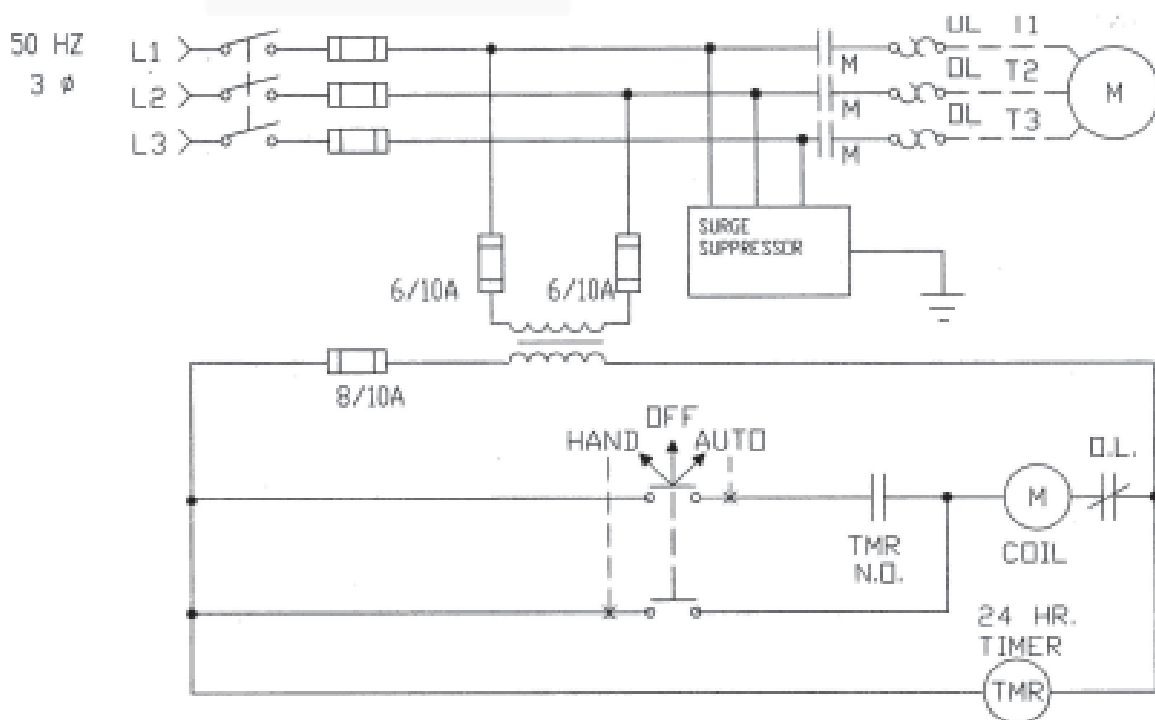 50 HZ
3 Ø
L1
L2
L3
M
M
M
OL T1
OL T2
OL T3
M
SURGE
SUPPRESSOR
6/10A
6/10A
8/10A
OFF
HAND
AUTO
O.L.
M
COIL
TMR
N.O.
24 HR.
TIMER
TMR